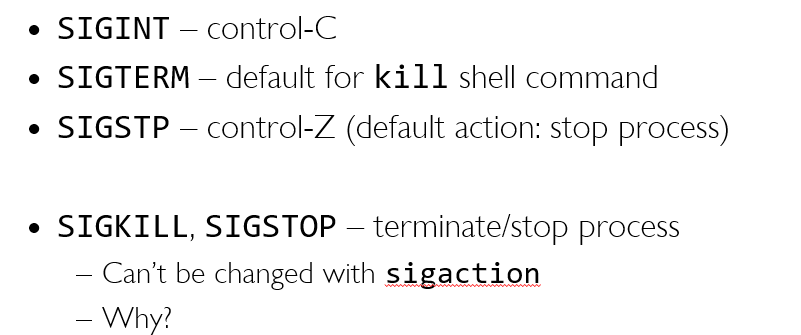 • SIGINT – control-C
• SIGTERM – default for kill shell command
• SIGSTP – control-Z (default action: stop process)
• SIGKILL, SIGSTOP – terminate/stop process
– Can't be changed with sigaction
– Why?